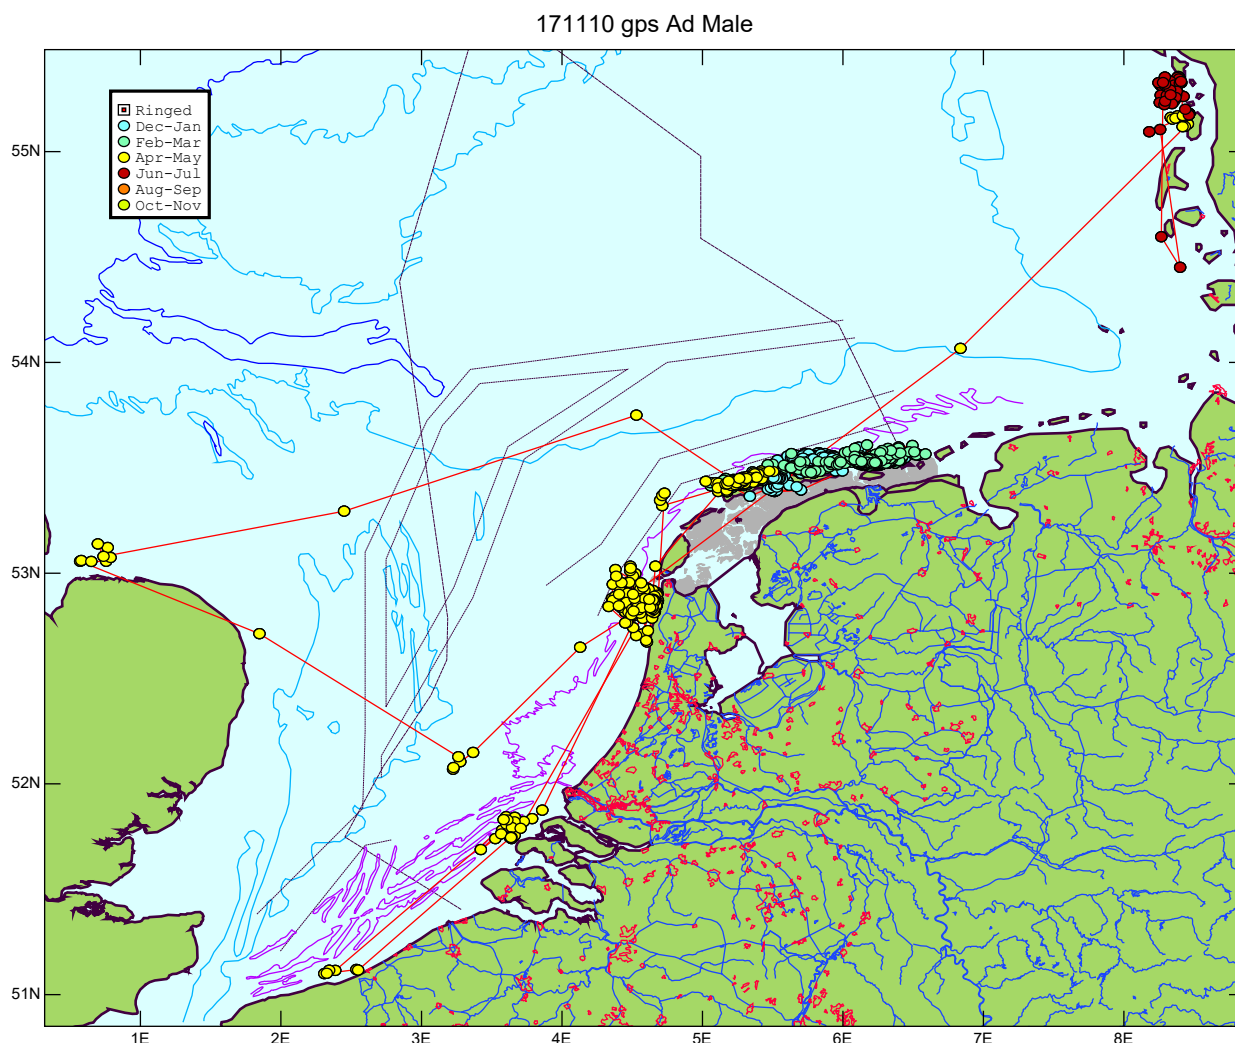 171110 gps Ad Male
Ringed
Dec-Jan
Feb-Mar
Apr-May
Jun-Jul
Aug-Sep
Oct-Nov
55N
54N
53N
52N
51N
1E 2E 3E 4E 5E 6E 7E 8E